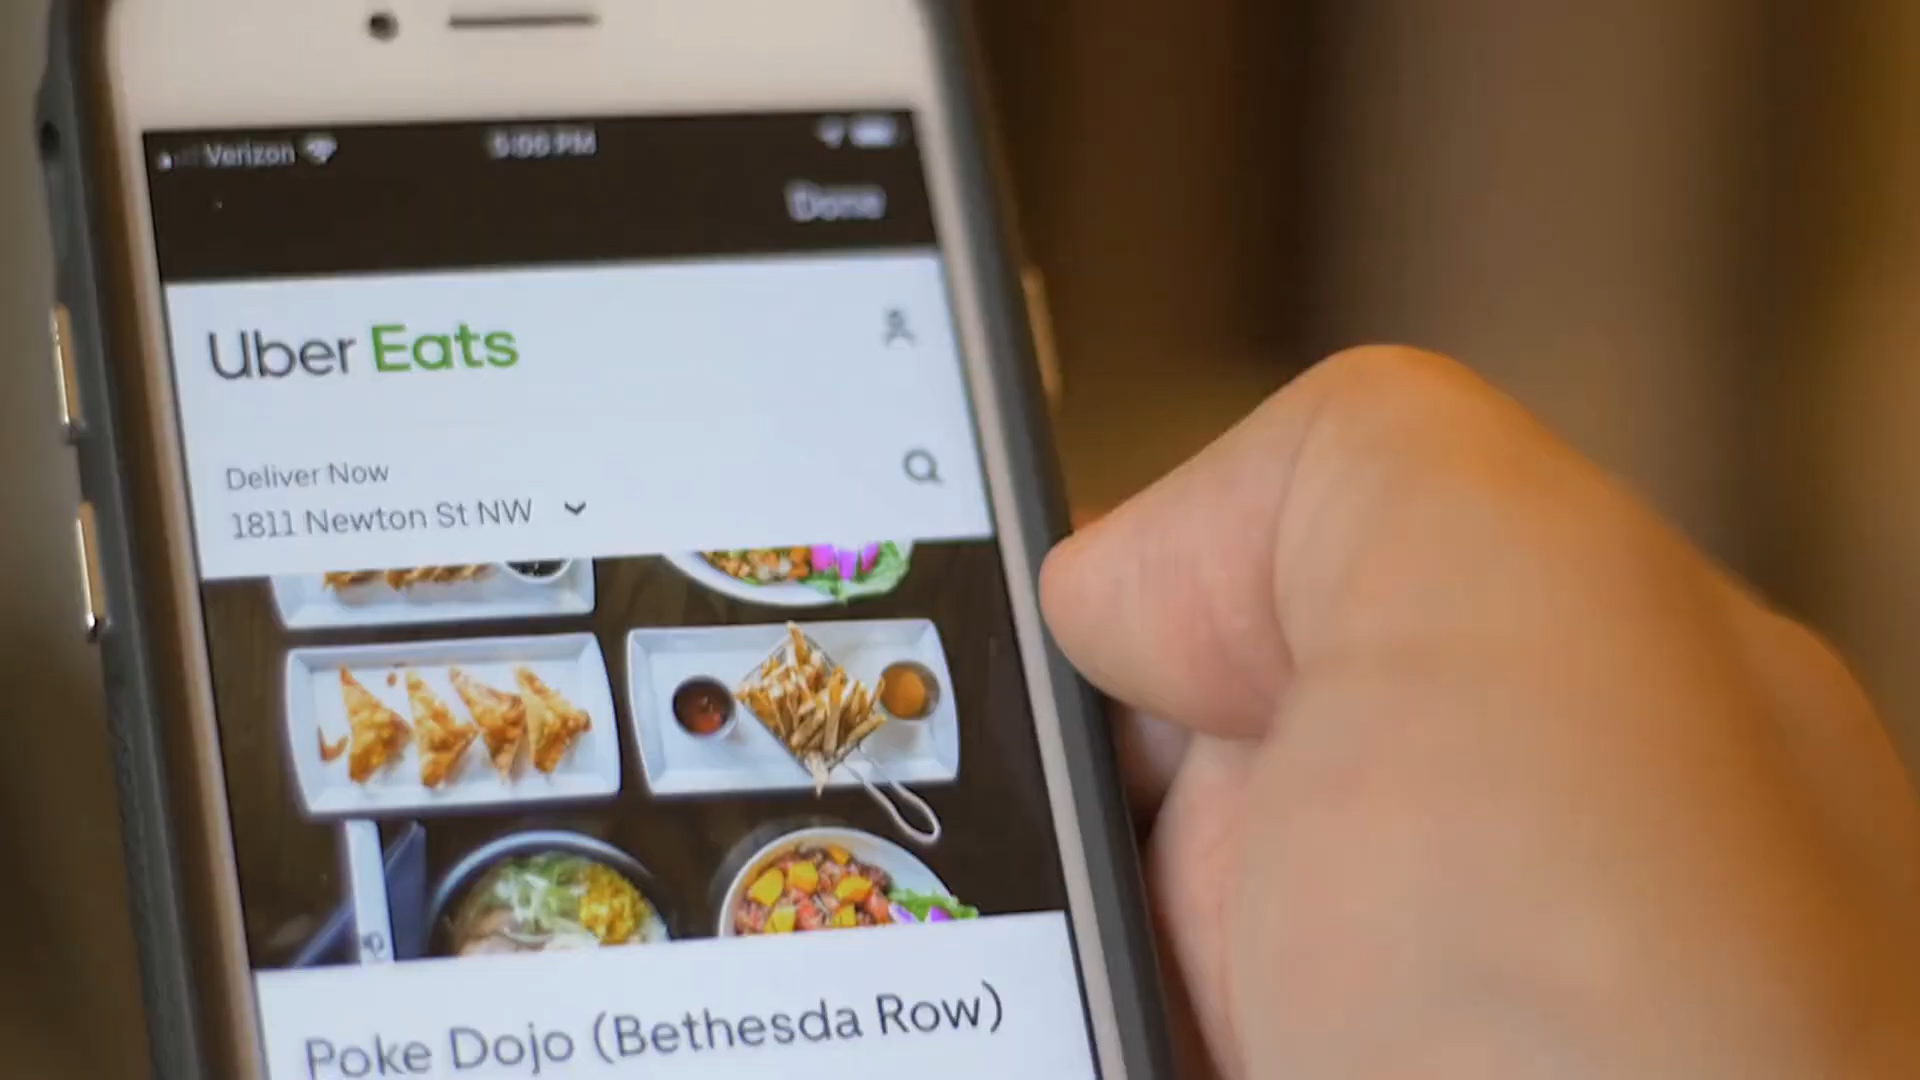 Verizon
Done
Uber Eats
Deliver Now
1811 Newton St NW
Poke Dojo (Bethesda Row)